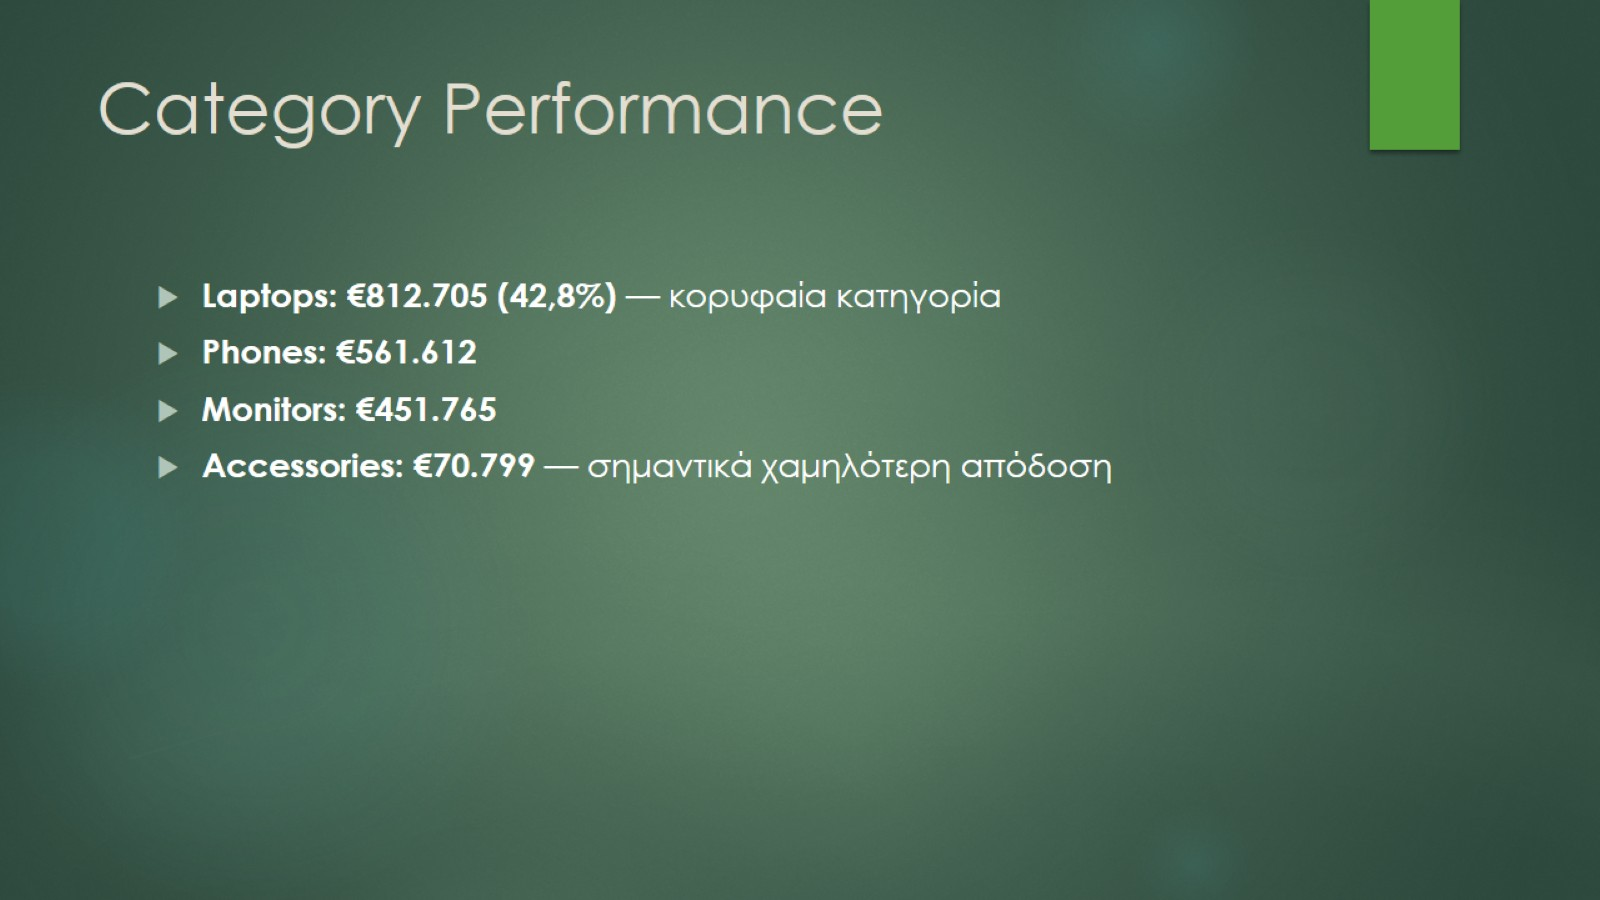 Category Performance
Laptops: €812.705 (42,8%) — κορυφαία κατηγορία
Phones: €561.612
Monitors: €451.765
Accessories: €70.799 — σημαντικά χαμηλότερη απόδοση